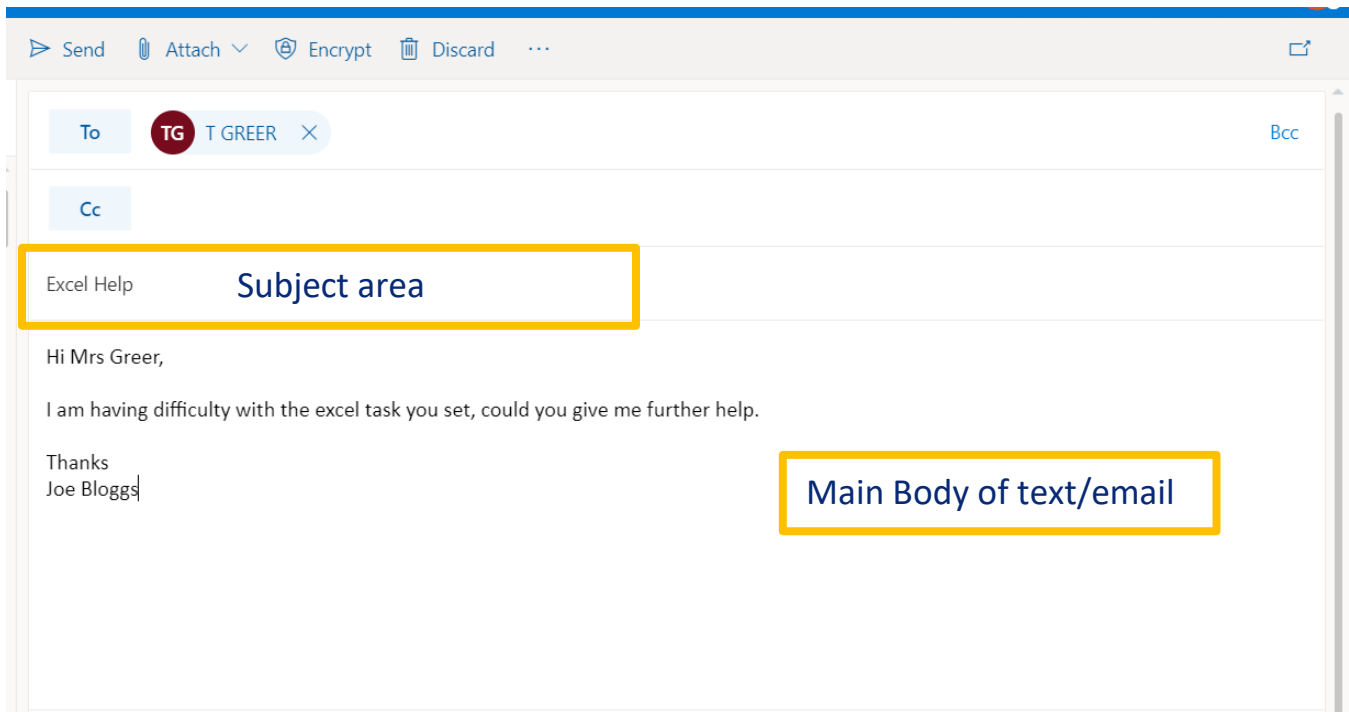 Send Attach Encrypt Discard ...
To TG T GREER Bcc
Cc
Excel Help Subject area
Hi Mrs Greer,
I am having difficulty with the excel task you set, could you give me further help.
Thanks
Joe Bloggs
Main Body of text/email